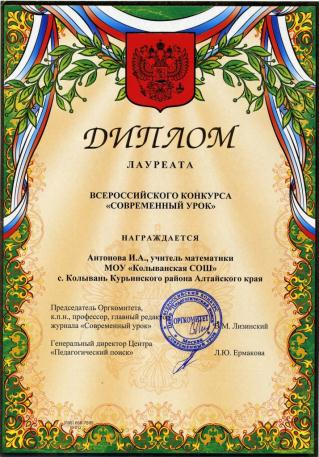 ДИПЛОМ
ЛАУРЕАТА
ВСЕРОССИЙСКОГО КОНКУРСА
«СОВРЕМЕННЫЙ УРОК»
НАГРАЖДАЕТСЯ
Антонова И.А., учитель математики
МОУ «Колыванская СОШ»
с. Колывань Курьинского района Алтайского края
Председатель Оргкомитета,
к.п.н., профессор, главный редактор
журнала «Современный урок» В.М. Лизинский
ОРГКОМИТЕТ
Генеральный директор Центра
«Педагогический поиск» Л.Ю. Ермакова